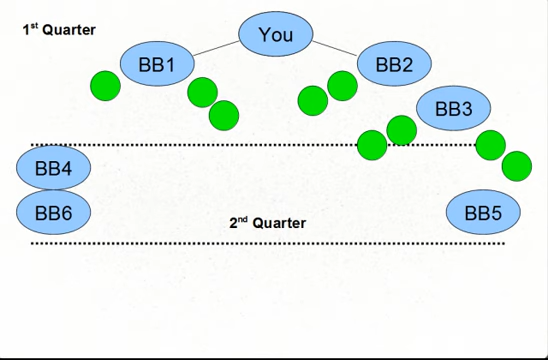 1st Quarter
You
BB1
BB2
BB3
BB4
BB6
BB5
2nd Quarter